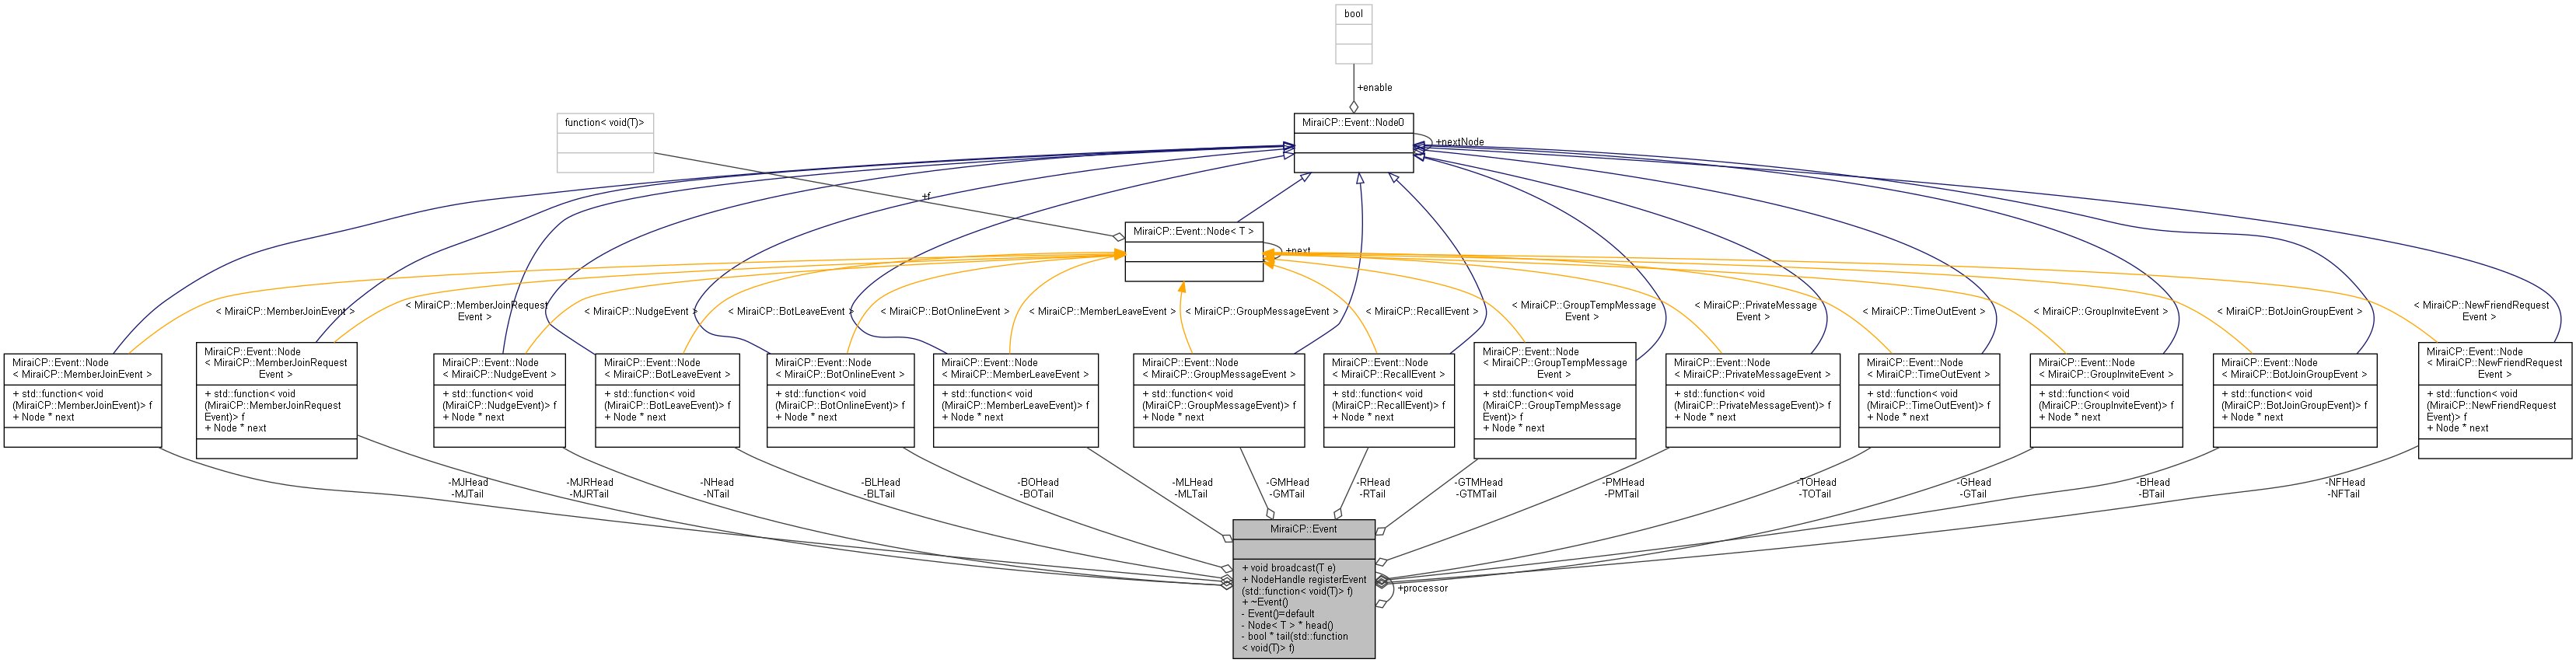 bool
+enable
function< void(T)>
MiraiCP::Event::Node0
+nextNode
+f
MiraiCP::Event::Node< T >
+next
< MiraiCP::MemberJoinEvent >
< MiraiCP::MemberJoinRequest
Event >
< MiraiCP::NudgeEvent >
< MiraiCP::BotLeaveEvent >
< MiraiCP::BotOnlineEvent >
< MiraiCP::MemberLeaveEvent >
< MiraiCP::GroupMessageEvent >
< MiraiCP::RecallEvent >
< MiraiCP::GroupTempMessage
Event >
< MiraiCP::PrivateMessage
Event >
< MiraiCP::TimeOutEvent >
< MiraiCP::GroupInviteEvent >
< MiraiCP::BotJoinGroupEvent >
< MiraiCP::NewFriendRequest
Event >
MiraiCP::Event::Node
< MiraiCP::MemberJoinEvent >
+ std::function< void
(MiraiCP::MemberJoinEvent)> f
+ Node * next
MiraiCP::Event::Node
< MiraiCP::MemberJoinRequest
Event >
+ std::function< void
(MiraiCP::MemberJoinRequest
Event)> f
+ Node * next
MiraiCP::Event::Node
< MiraiCP::NudgeEvent >
+ std::function< void
(MiraiCP::NudgeEvent)> f
+ Node * next
MiraiCP::Event::Node
< MiraiCP::BotLeaveEvent >
+ std::function< void
(MiraiCP::BotLeaveEvent)> f
+ Node * next
MiraiCP::Event::Node
< MiraiCP::BotOnlineEvent >
+ std::function< void
(MiraiCP::BotOnlineEvent)> f
+ Node * next
MiraiCP::Event::Node
< MiraiCP::MemberLeaveEvent >
+ std::function< void
(MiraiCP::MemberLeaveEvent)> f
+ Node * next
MiraiCP::Event::Node
< MiraiCP::GroupMessageEvent >
+ std::function< void
(MiraiCP::GroupMessageEvent)> f
+ Node * next
MiraiCP::Event::Node
< MiraiCP::RecallEvent >
+ std::function< void
(MiraiCP::RecallEvent)> f
+ Node * next
MiraiCP::Event::Node
< MiraiCP::GroupTempMessage
Event >
+ std::function< void
(MiraiCP::GroupTempMessage
Event)> f
+ Node * next
MiraiCP::Event::Node
< MiraiCP::PrivateMessageEvent >
+ std::function< void
(MiraiCP::PrivateMessageEvent)> f
+ Node * next
MiraiCP::Event::Node
< MiraiCP::TimeOutEvent >
+ std::function< void
(MiraiCP::TimeOutEvent)> f
+ Node * next
MiraiCP::Event::Node
< MiraiCP::GroupInviteEvent >
+ std::function< void
(MiraiCP::GroupInviteEvent)> f
+ Node * next
MiraiCP::Event::Node
< MiraiCP::BotJoinGroupEvent >
+ std::function< void
(MiraiCP::BotJoinGroupEvent)> f
+ Node * next
MiraiCP::Event::Node
< MiraiCP::NewFriendRequest
Event >
+ std::function< void
(MiraiCP::NewFriendRequest
Event)> f
+ Node * next
-MJHead
-MJTail
-MJRHead
-MJRTail
-NHead
-NTail
-BLHead
-BLTail
-BOHead
-BOTail
-MLHead
-MLTail
-GMHead
-GMTail
-RHead
-RTail
-GTMHead
-GTMTail
-PMHead
-PMTail
-TOHead
-TOTail
-GHead
-GTail
-BHead
-BTail
-NFHead
-NFTail
MiraiCP::Event
+ void broadcast(T e)
+ NodeHandle registerEvent
(std::function< void(T)> f)
+ ~Event()
- Event()=default
- Node< T > * head()
- bool * tail(std::function
< void(T)> f)
+processor